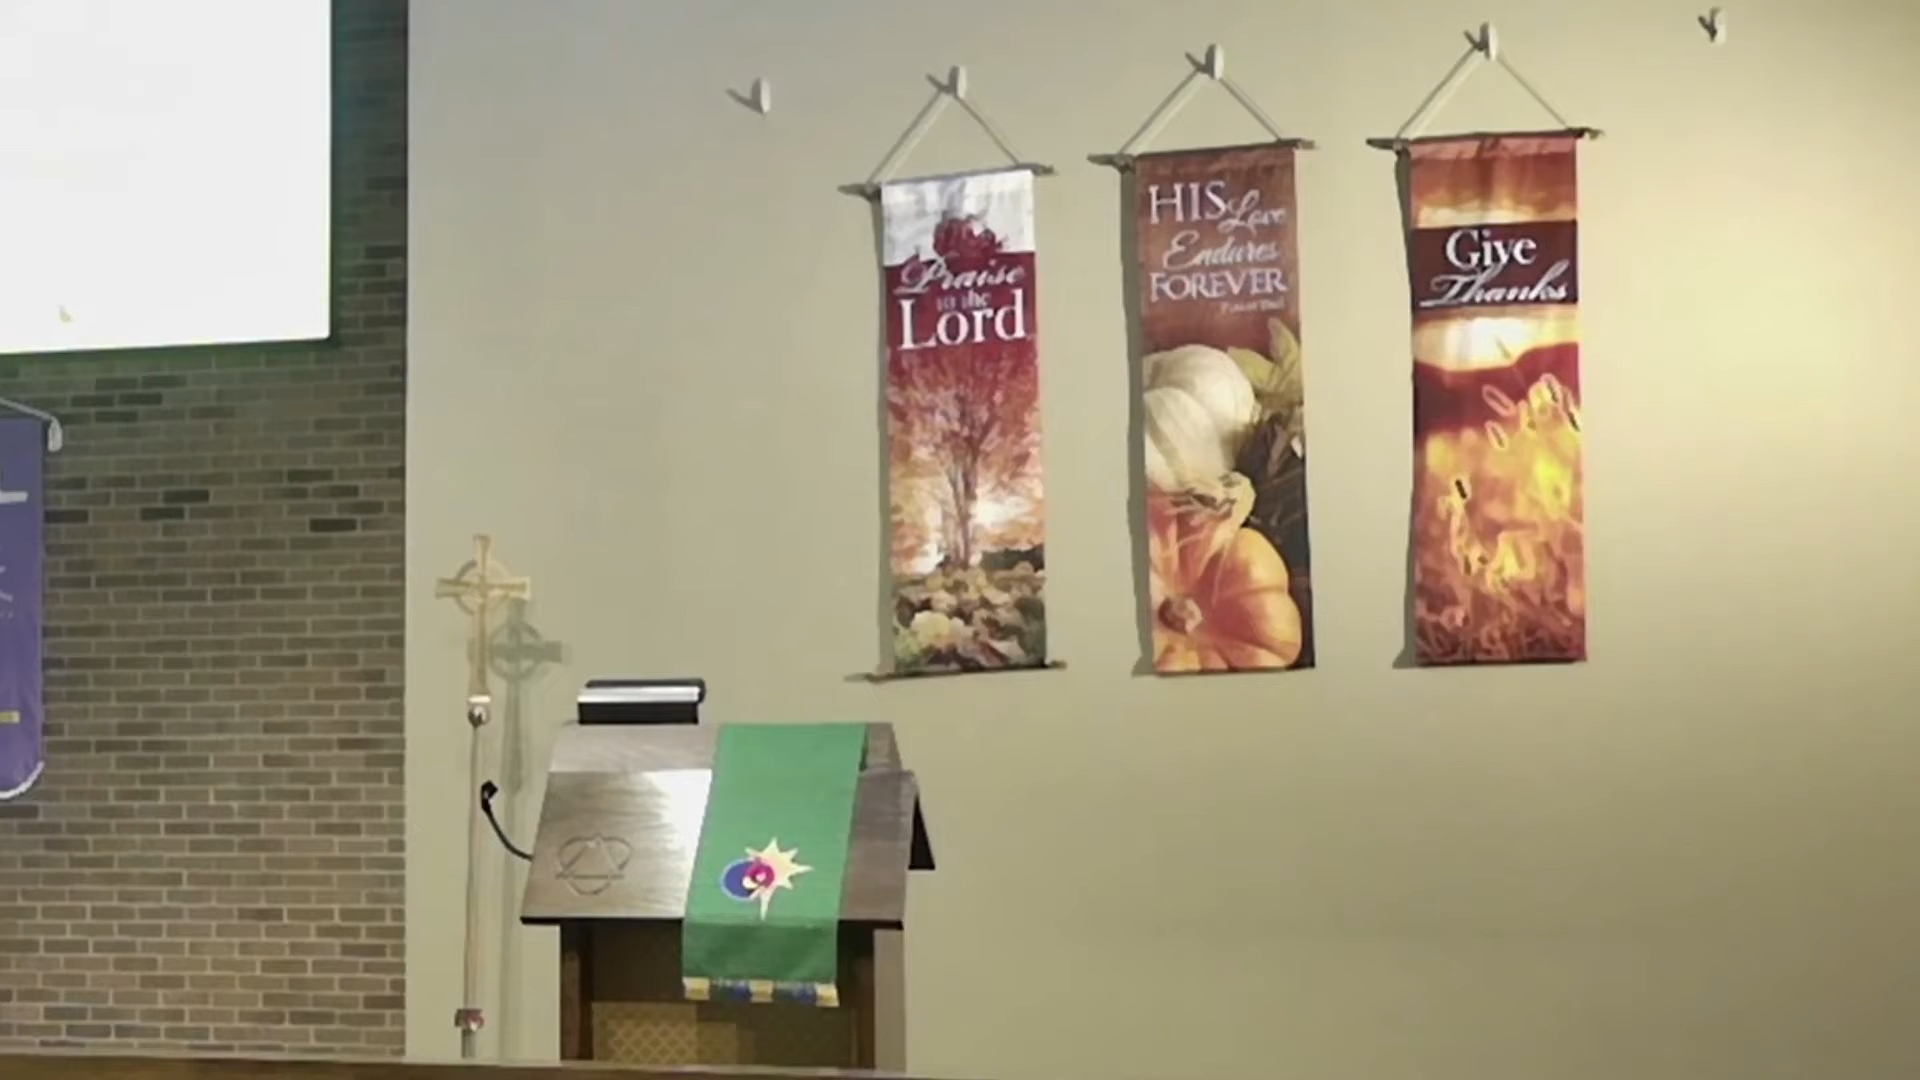 Praise
to the
Lord
HIS Love
Endures
FOREVER
Give
Thanks